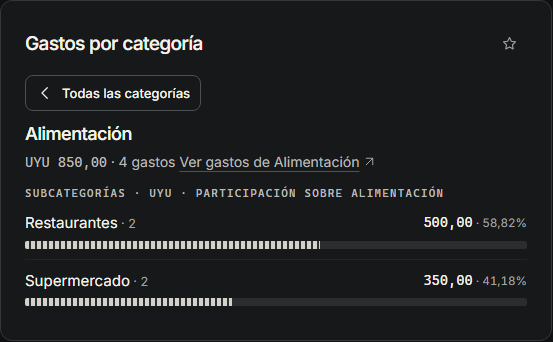 Gastos por categoría
Todas las categorías
Alimentación
UYU 850,00 · 4 gastos Ver gastos de Alimentación
SUBCATEGORÍAS · UYU · PARTICIPACIÓN SOBRE ALIMENTACIÓN
Restaurantes · 2 500,00 · 58,82%
Supermercado · 2 350,00 · 41,18%